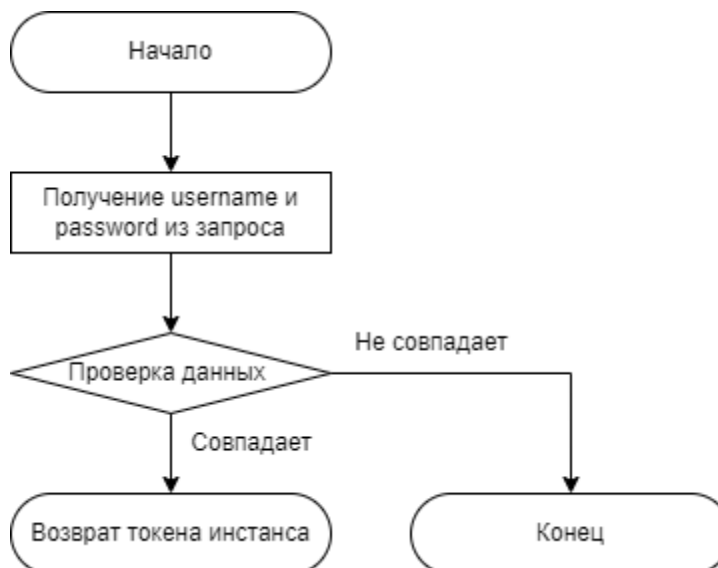 Начало
Получение username и
password из запроса
Проверка данных
Не совпадает
Совпадает
Возврат токена инстанса
Конец